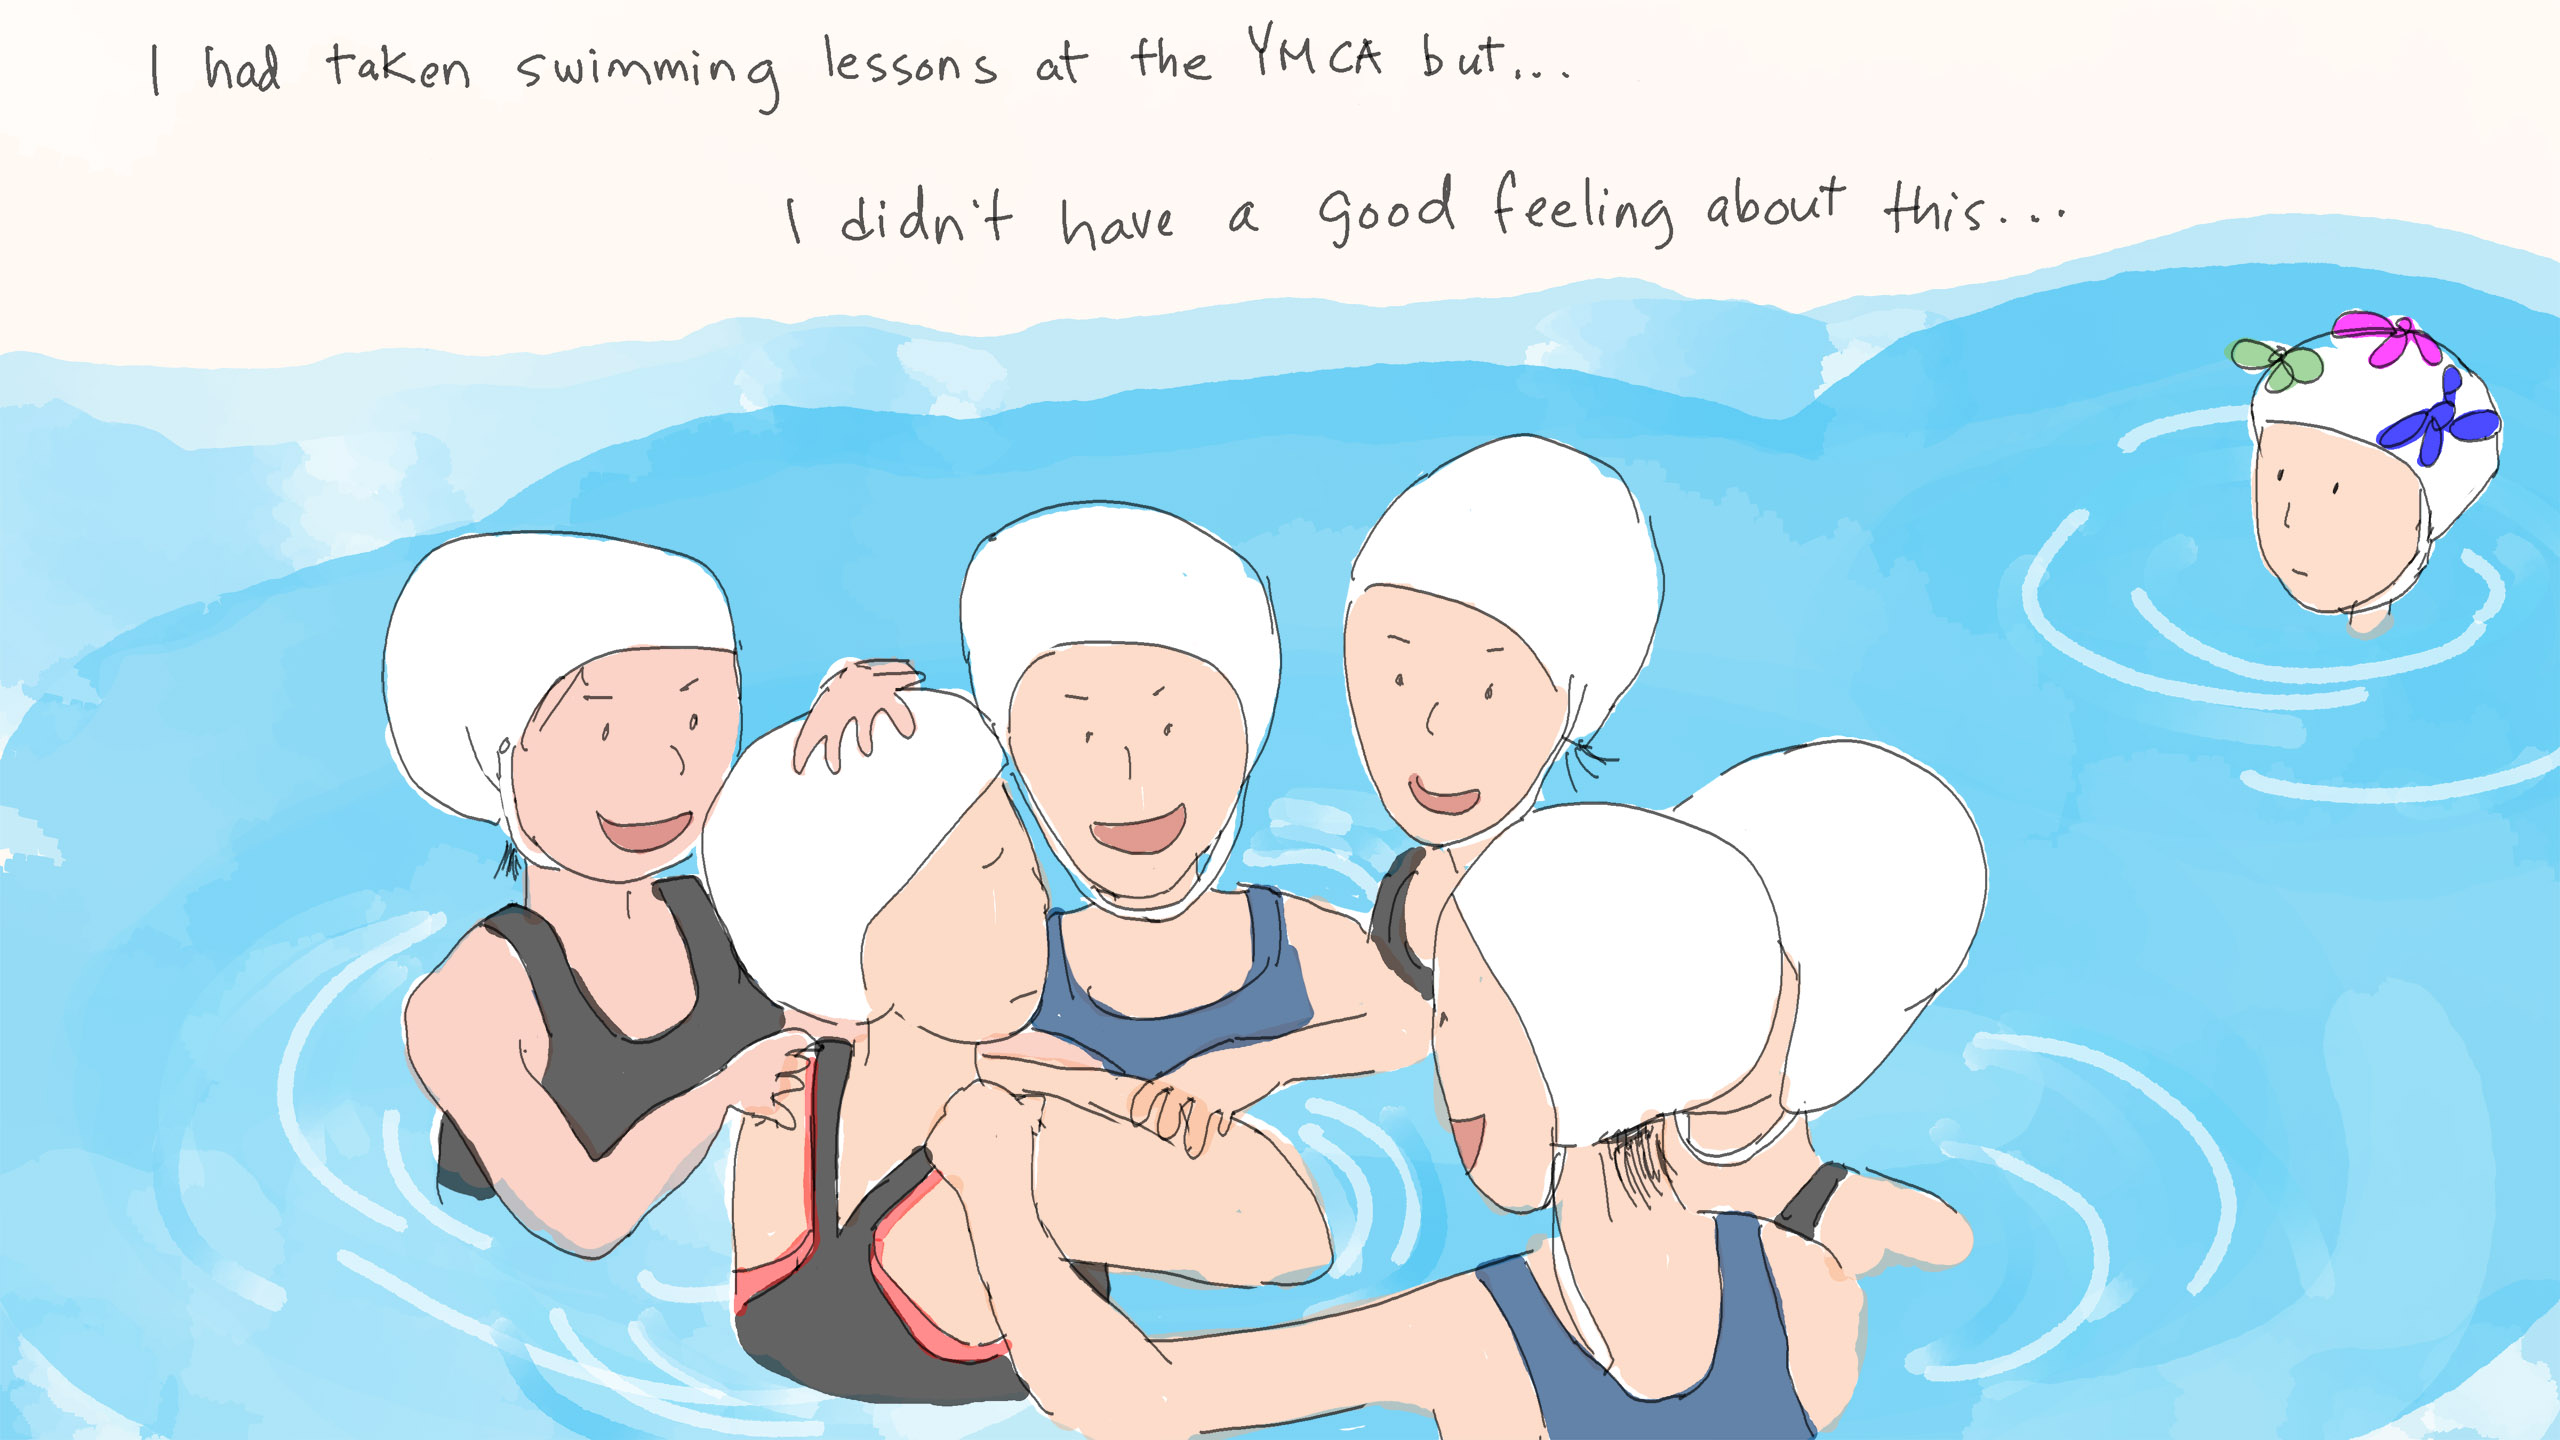 I had taken swimming lessons at the YMCA but...
I didn't have a good feeling about this...